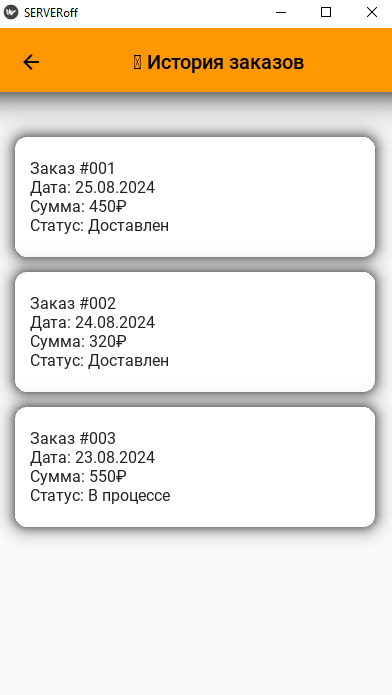 SERVERoff
История заказов
Заказ #001
Дата: 25.08.2024
Сумма: 450₽
Статус: Доставлен
Заказ #002
Дата: 24.08.2024
Сумма: 320₽
Статус: Доставлен
Заказ #003
Дата: 23.08.2024
Сумма: 550₽
Статус: В процессе